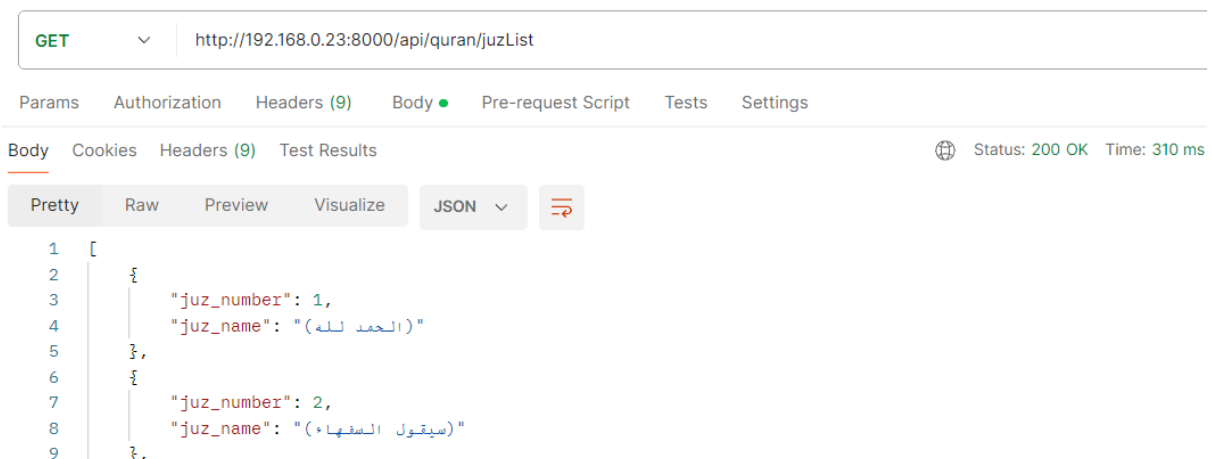 GET http://192.168.0.23:8000/api/quran/juzList
Params Authorization Headers (9) Body Pre-request Script Tests Settings
Body Cookies Headers (9) Test Results Status: 200 OK Time: 310 ms
Pretty Raw Preview Visualize JSON
1 [
2 {
3 "juz_number": 1,
4 "juz_name": "(الحمد لله)"
5 },
6 {
7 "juz_number": 2,
8 "juz_name": "(سيقول السفهاء)"
9 },